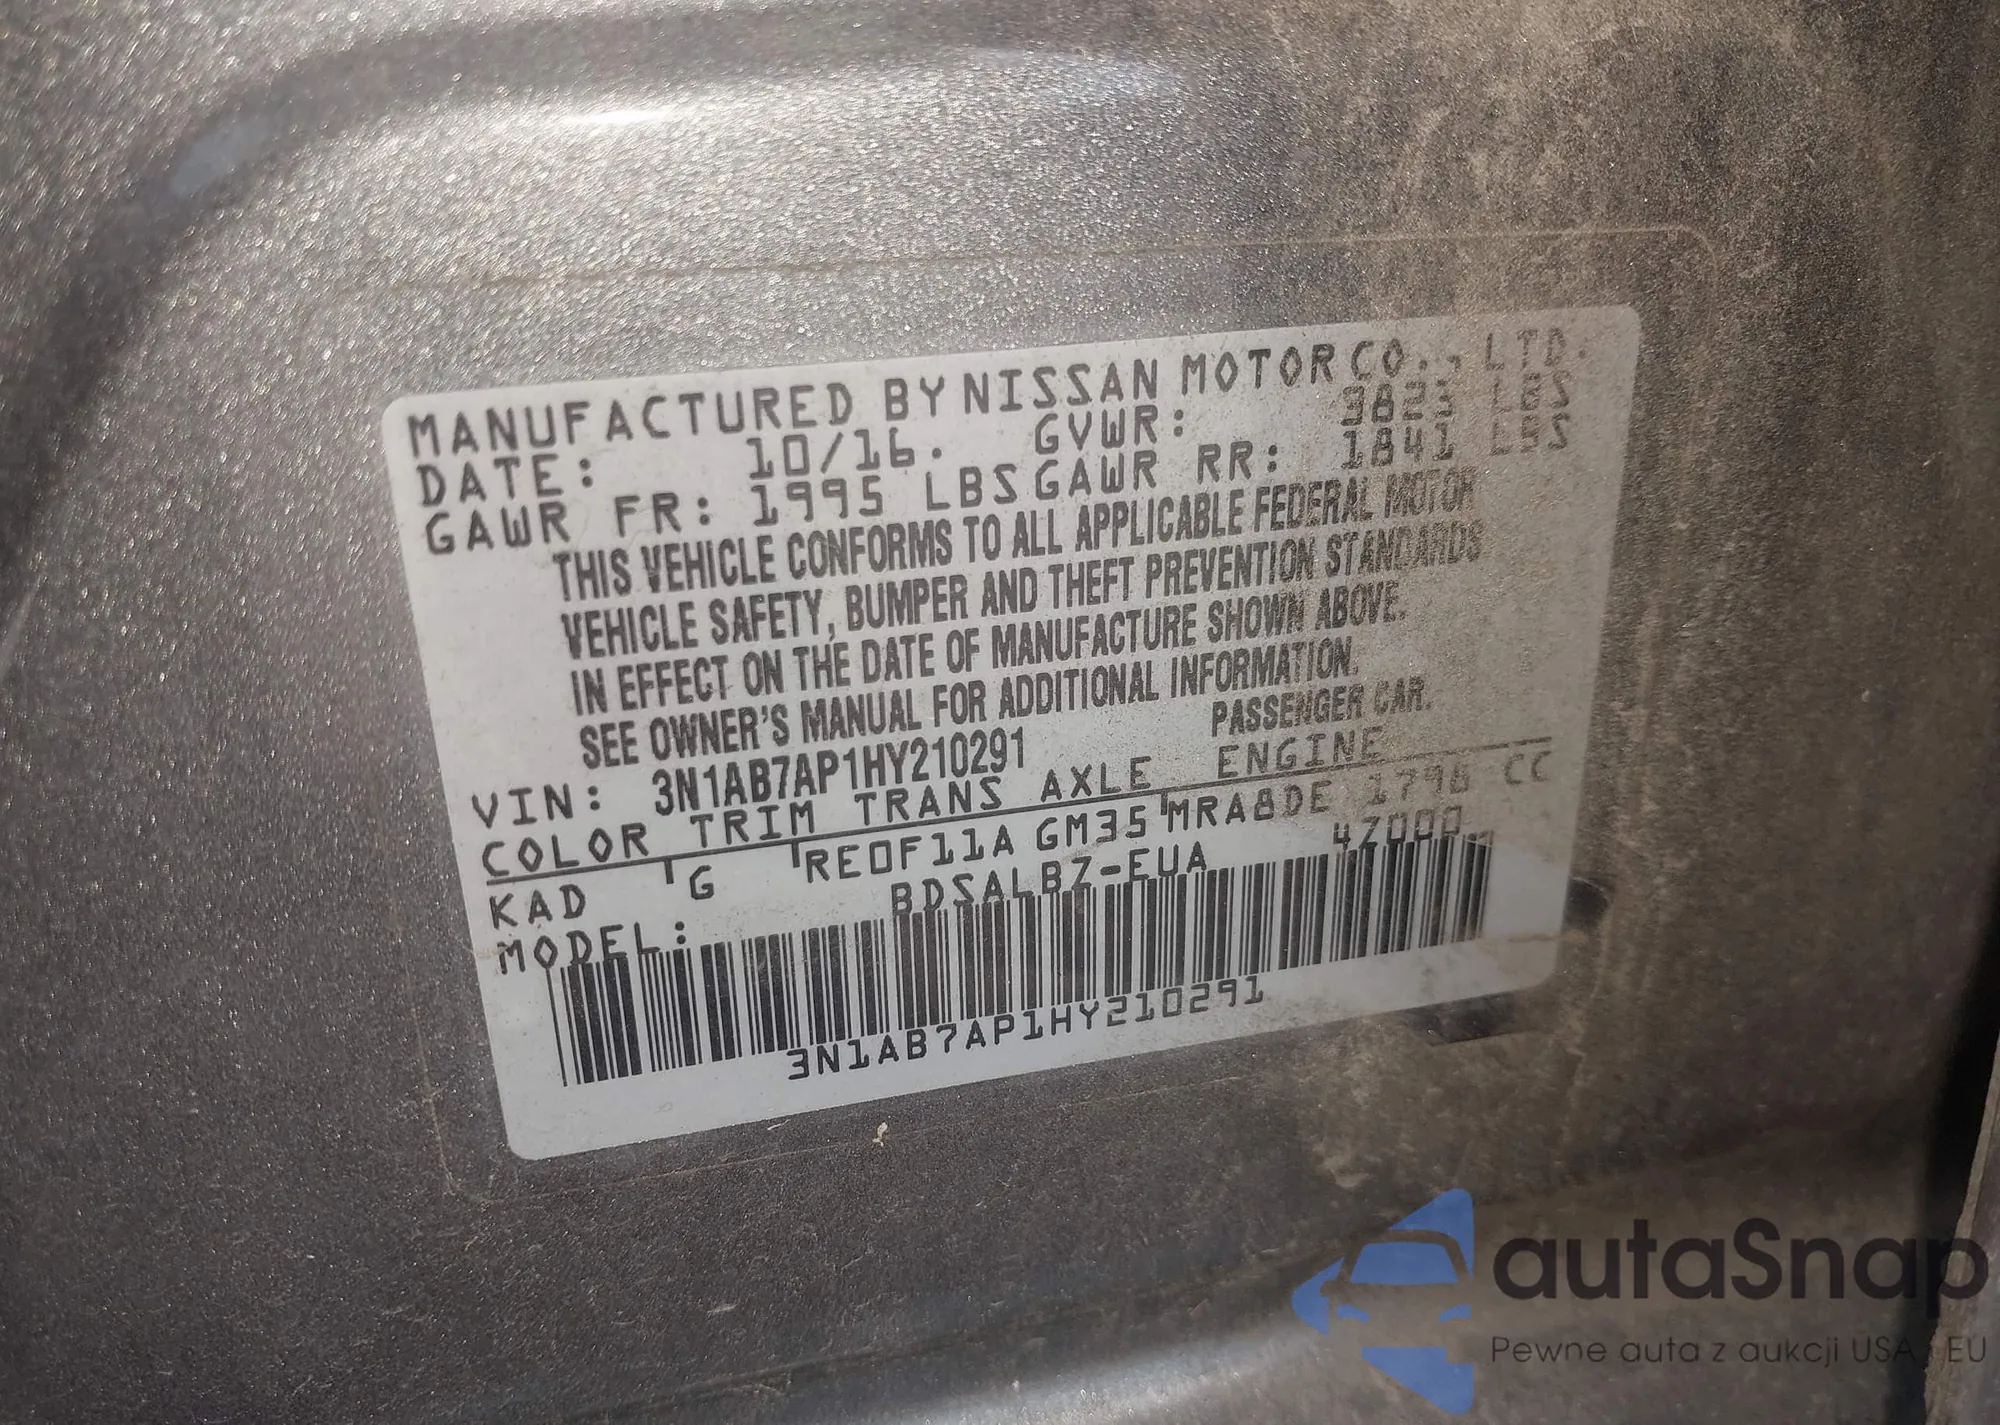 MANUFACTURED BY NISSAN MOTOR CO., LTD.
DATE: 10/16. GVWR: 3823 LBS
GAWR FR: 1995 LBS GAWR RR: 1841 LBS
THIS VEHICLE CONFORMS TO ALL APPLICABLE FEDERAL MOTOR
VEHICLE SAFETY, BUMPER AND THEFT PREVENTION STANDARDS
IN EFFECT ON THE DATE OF MANUFACTURE SHOWN ABOVE.
SEE OWNER'S MANUAL FOR ADDITIONAL INFORMATION.
VIN: 3N1AB7AP1HY210291 PASSENGER CAR.
COLOR TRIM TRANS AXLE ENGINE
KAD G RE0F11A GM35 MRA8DE 1798 CC
MODEL: BDSALBZ-EUA 4Z000
3N1AB7AP1HY210291
autaSnap
Pewne auta z aukcji USA i EU